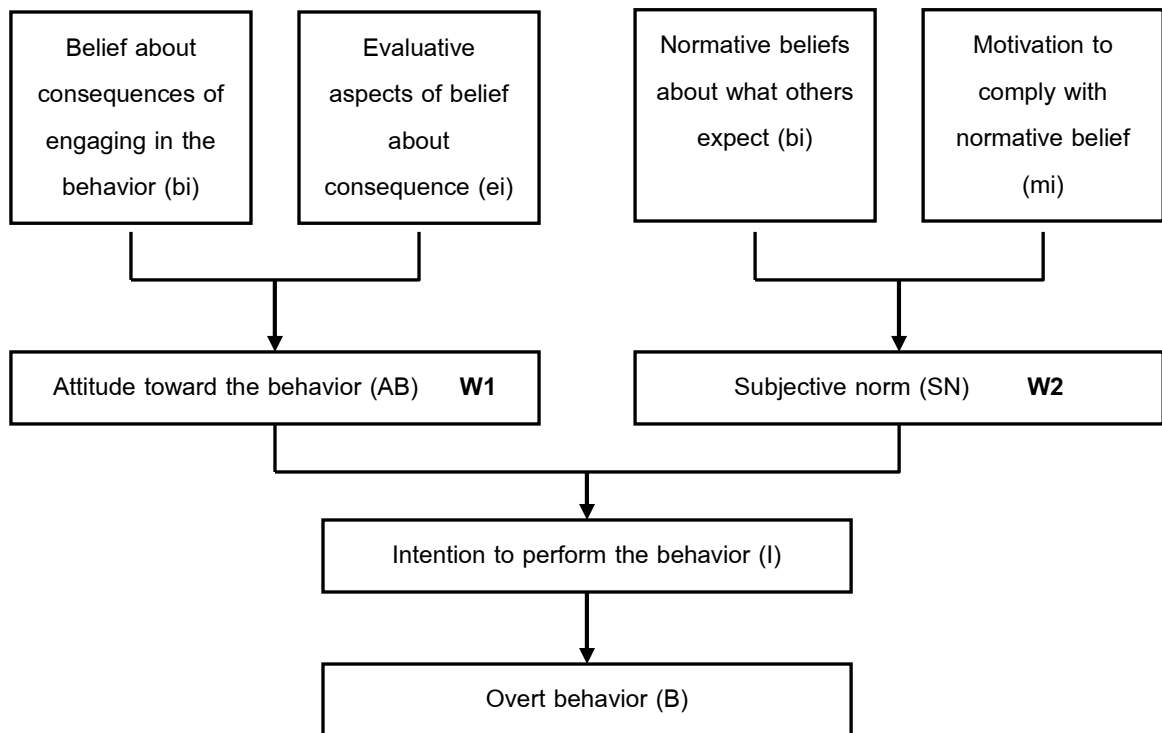 Belief about
consequences of
engaging in the
behavior (bi)
Evaluative
aspects of belief
about
consequence (ei)
Normative beliefs
about what others
expect (bi)
Motivation to
comply with
normative belief
(mi)
Attitude toward the behavior (AB) W1
Subjective norm (SN) W2
Intention to perform the behavior (I)
Overt behavior (B)